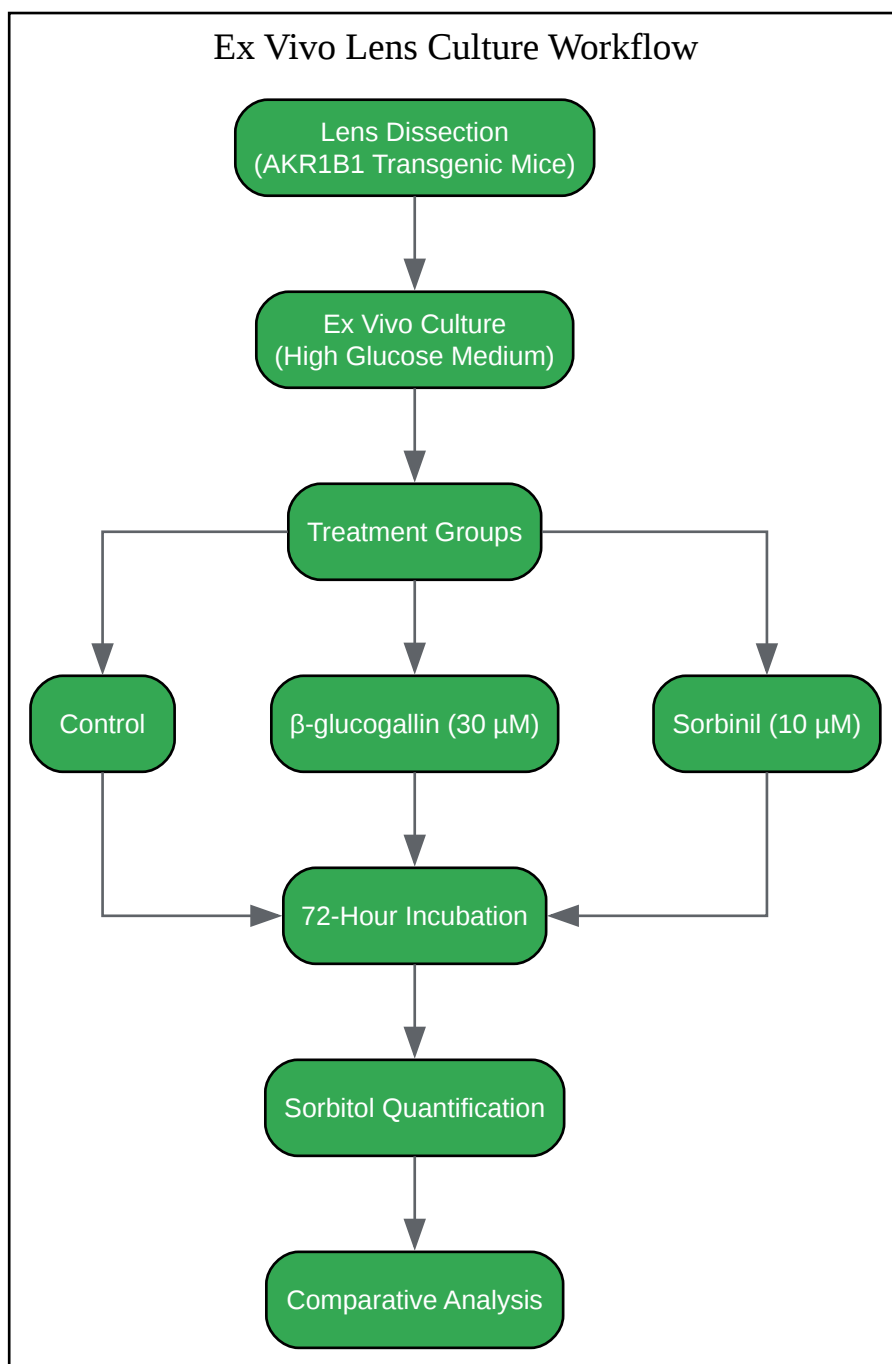 Ex Vivo Lens Culture Workflow
Lens Dissection
(AKR1B1 Transgenic Mice)
Ex Vivo Culture
(High Glucose Medium)
Treatment Groups
Control
β-glucogallin (30 μM)
Sorbinil (10 μM)
72-Hour Incubation
Sorbitol Quantification
Comparative Analysis